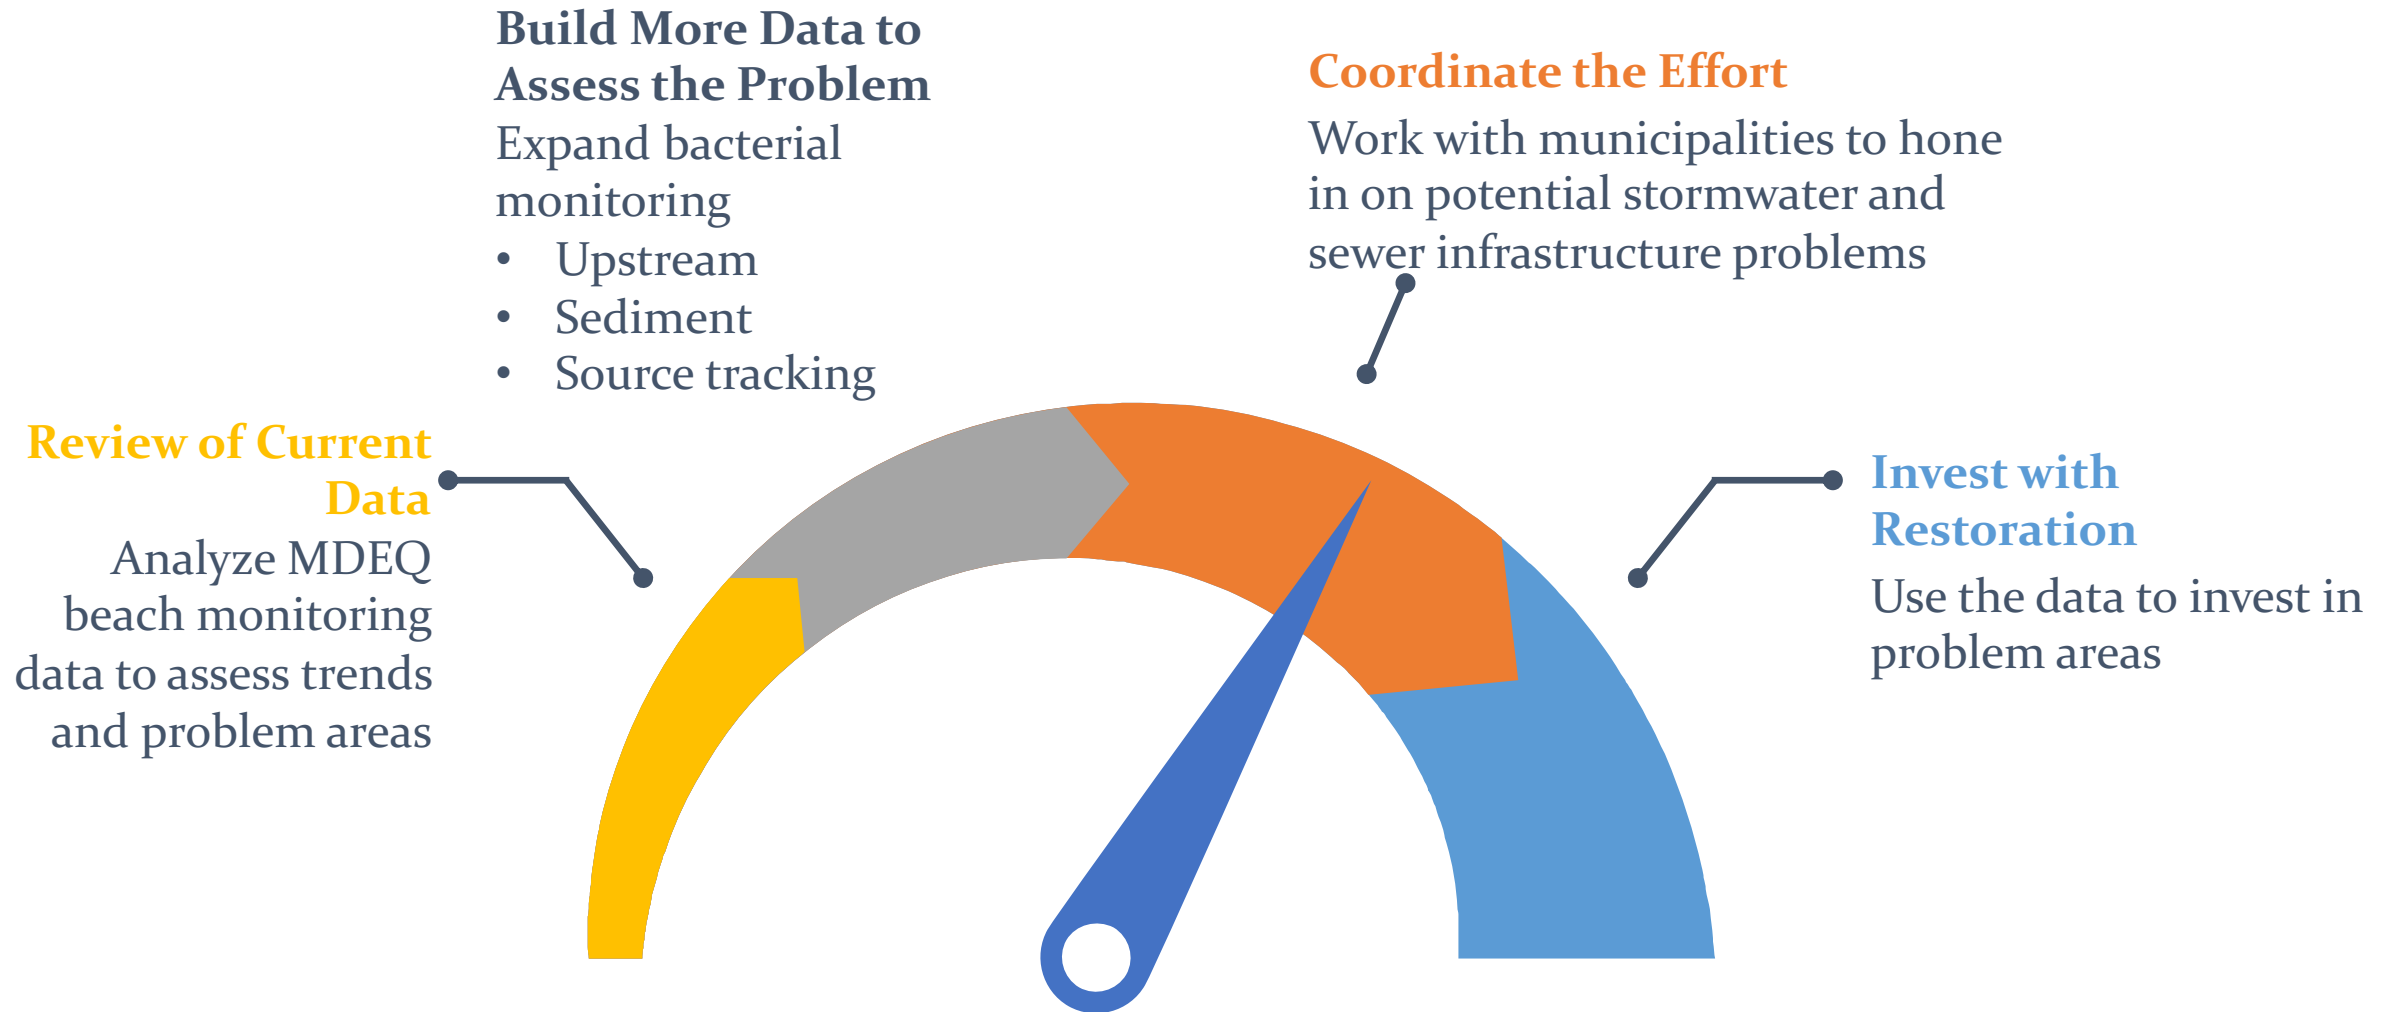 Build More Data to
Assess the Problem
Expand bacterial
monitoring
• Upstream
• Sediment
• Source tracking
Coordinate the Effort
Work with municipalities to hone
in on potential stormwater and
sewer infrastructure problems
Review of Current
Data
Analyze MDEQ
beach monitoring
data to assess trends
and problem areas
Invest with
Restoration
Use the data to invest in
problem areas